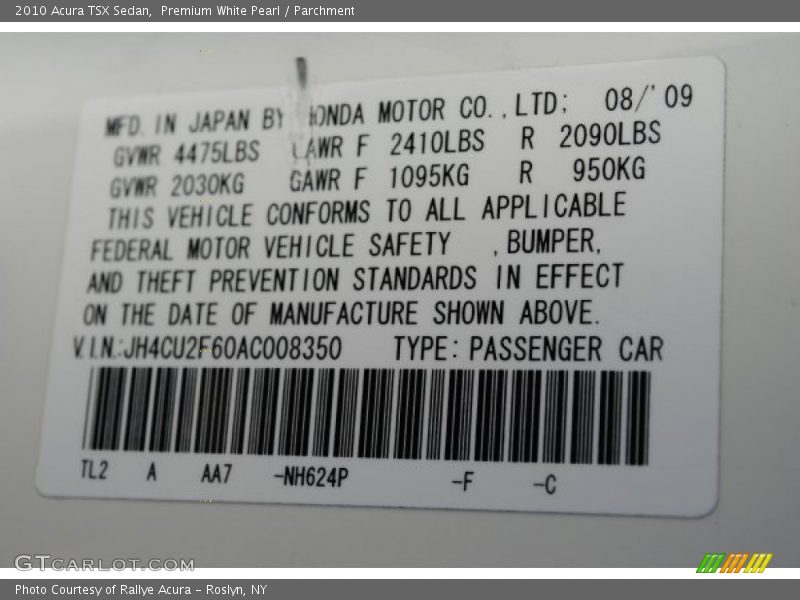 2010 Acura TSX Sedan,  Premium White Pearl / Parchment
MFD. IN JAPAN BY HONDA MOTOR CO.,LTD; 08/'09
GVWR 4475LBS GAWR F 2410LBS R 2090LBS
GVWR 2030KG GAWR F 1095KG R 950KG
THIS VEHICLE CONFORMS TO ALL APPLICABLE
FEDERAL MOTOR VEHICLE SAFETY ,BUMPER,
AND THEFT PREVENTION STANDARDS IN EFFECT
ON THE DATE OF MANUFACTURE SHOWN ABOVE.
V.I.N.:JH4CU2F60AC008350 TYPE: PASSENGER CAR
TL2 A AA7 -NH624P -F -C
GTCARLOT.COM
Photo Courtesy of Rallye Acura - Roslyn, NY